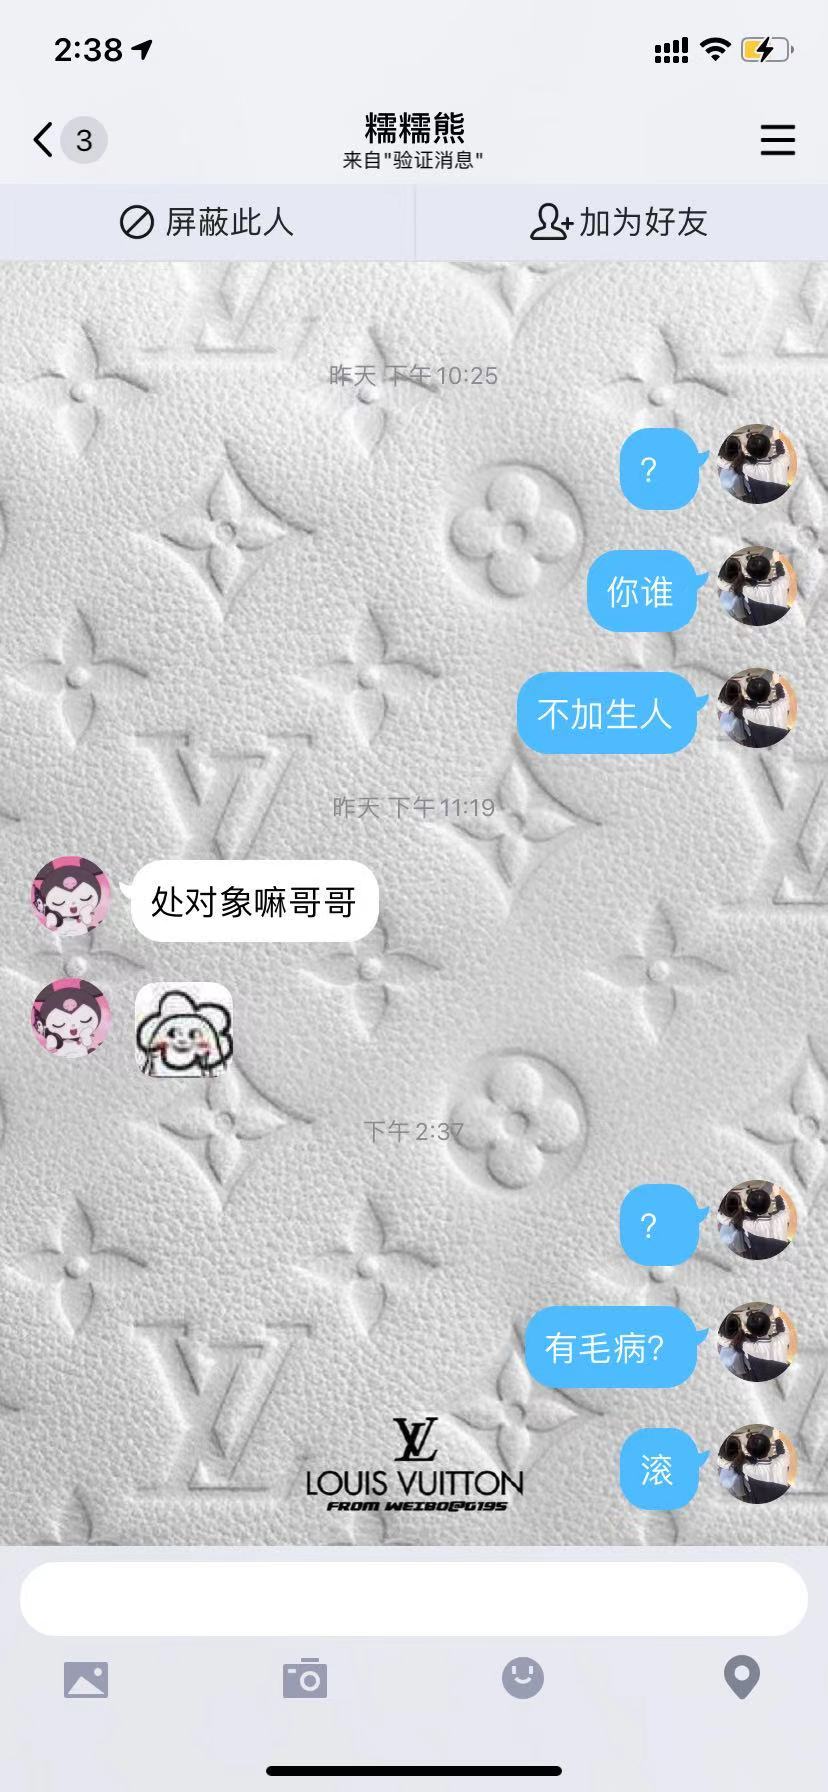 2:38
3
糯糯熊
来自"验证消息"
屏蔽此人
加为好友
昨天 下午10:25
?
你谁
不加生人
昨天 下午11:19
处对象嘛哥哥
下午2:37
?
有毛病?
滚
LV
LOUIS VUITTON
FROM WEIBO@G195